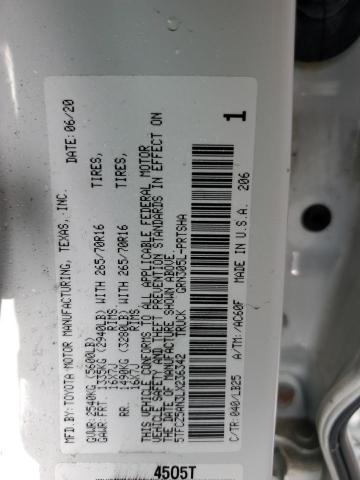 MFD. BY: TOYOTA MOTOR MANUFACTURING, TEXAS, INC. DATE: 06/20
GVWR: 2540KG (5600LB)
GAWR: FRT 1335KG (2940LB) WITH 265/70R16 TIRES,
16x7J RIMS
RR. 1490KG (3280LB) WITH 265/70R16 TIRES,
16x7J RIMS
THIS VEHICLE CONFORMS TO ALL APPLICABLE FEDERAL MOTOR
VEHICLE SAFETY AND THEFT PREVENTION STANDARDS IN EFFECT ON
THE DATE OF MANUFACTURE SHOWN ABOVE.
TRUCK GRN305L-PRTSHA
C/TR: 040/LB25 A/TM: /AC60F MADE IN U.S.A. 206
1
4505T